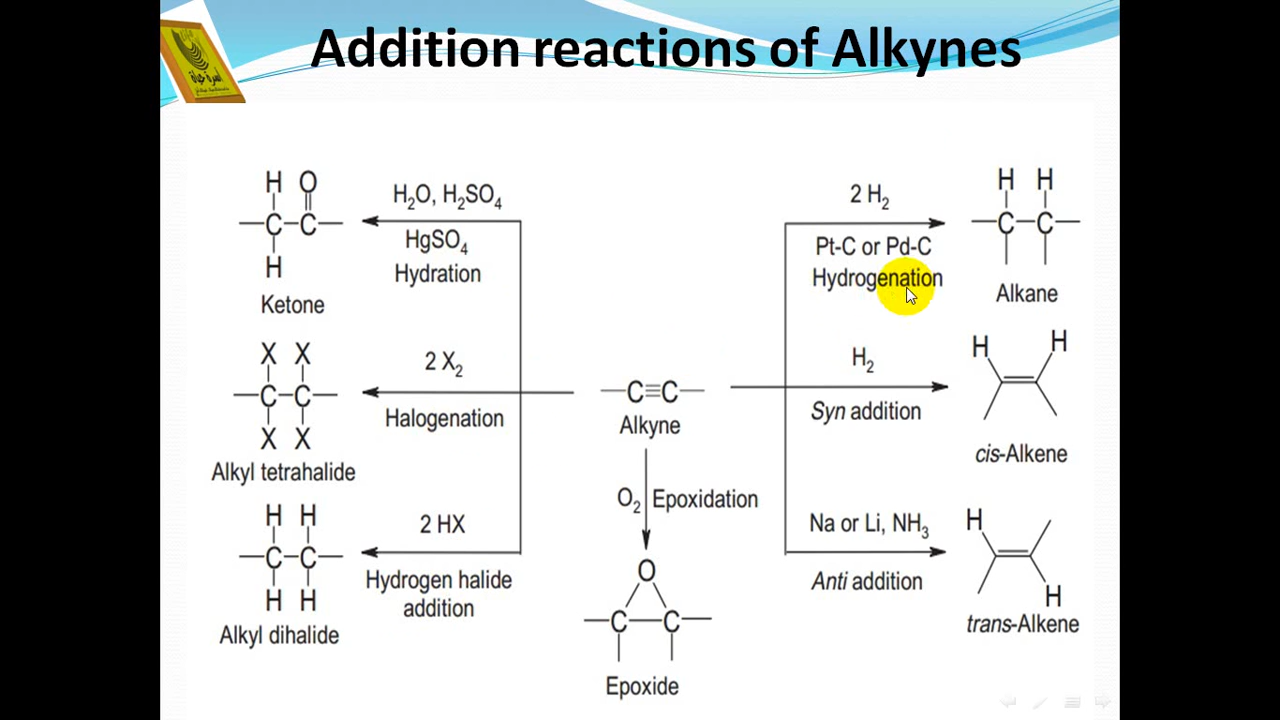 Addition reactions of Alkynes
أسرة حياة
H O
H₂O, H₂SO₄
—C–C—
HgSO₄
H
Hydration
Ketone
X X
2 X₂
—C–C—
Halogenation
X X
Alkyl tetrahalide
H H
2 HX
—C–C—
Hydrogen halide
addition
H H
Alkyl dihalide
—C≡C—
Alkyne
O₂ Epoxidation
O
—C—C—
Epoxide
2 H₂
H H
—C–C—
Pt-C or Pd-C
Hydrogenation
Alkane
H₂
H H
Syn addition
cis-Alkene
Na or Li, NH₃
H
Anti addition
H
trans-Alkene